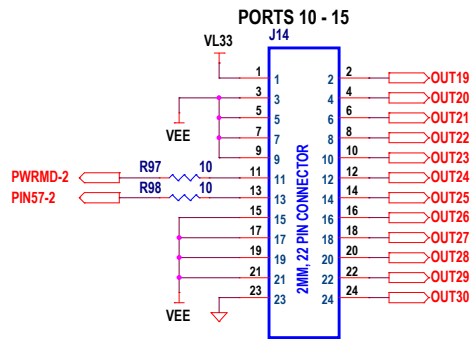 PORTS 10 - 15
J14
VL33
1 1 2 2 OUT19
3 3 4 4 OUT20
5 5 6 6 OUT21
VEE
7 7 8 8 OUT22
9 9 10 10 OUT23
R97 10
PWRMD-2 11 11 12 12 OUT24
R98 10
PIN57-2 13 13 14 14 OUT25
15 15 16 16 OUT26
17 17 18 18 OUT27
19 19 20 20 OUT28
21 21 22 22 OUT29
23 23 24 24 OUT30
VEE
2MM, 22 PIN CONNECTOR